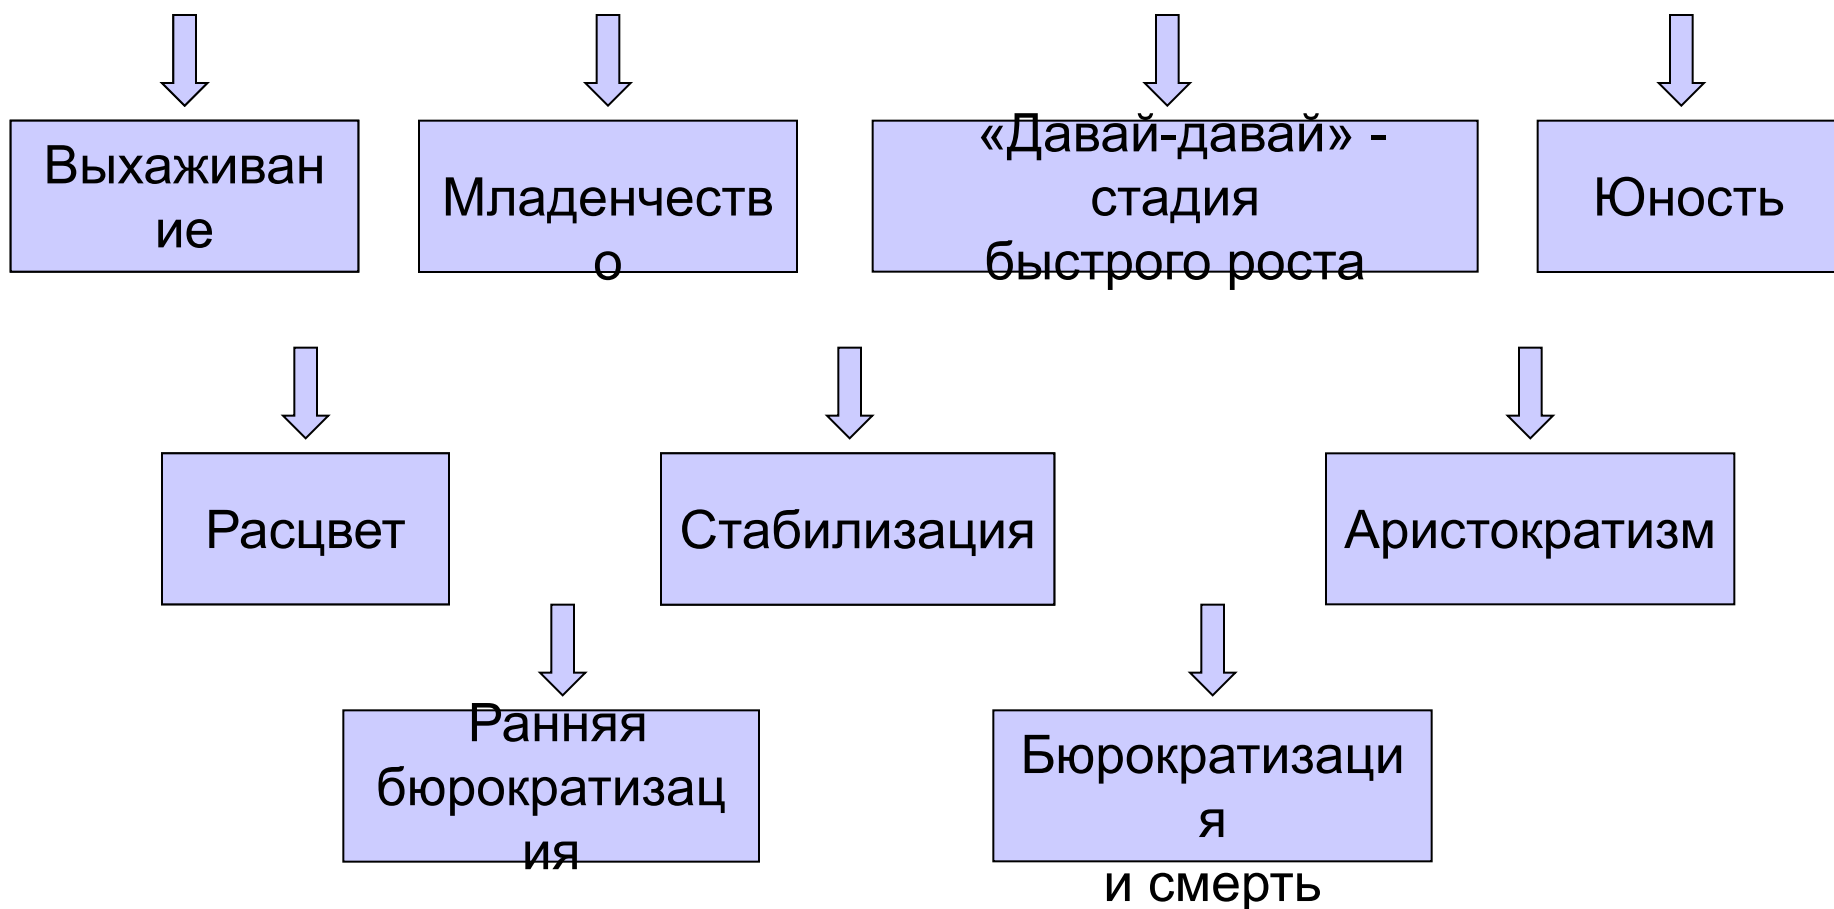 Выхаживан
ие
Младенчеств
о
«Давай-давай» -
стадия
быстрого роста
Юность
Расцвет
Стабилизация
Аристократизм
Ранняя
бюрократизац
ия
Бюрократизаци
я
и смерть